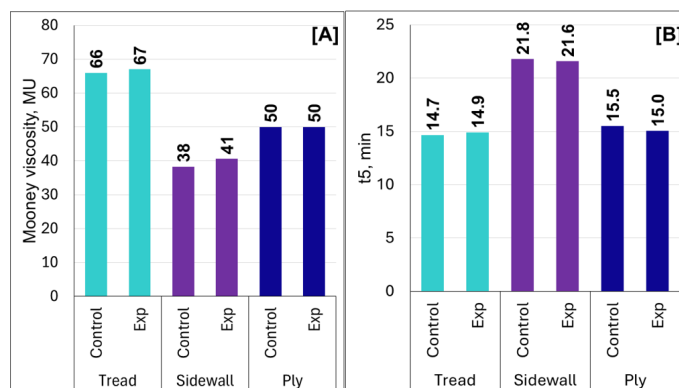 [A]
Mooney viscosity, MU
80
70
60
50
40
30
20
10
0
66
67
38
41
50
50
Control
Exp
Control
Exp
Control
Exp
Tread
Sidewall
Ply
[B]
t5, min
25
20
15
10
5
0
14.7
14.9
21.8
21.6
15.5
15.0
Control
Exp
Control
Exp
Control
Exp
Tread
Sidewall
Ply